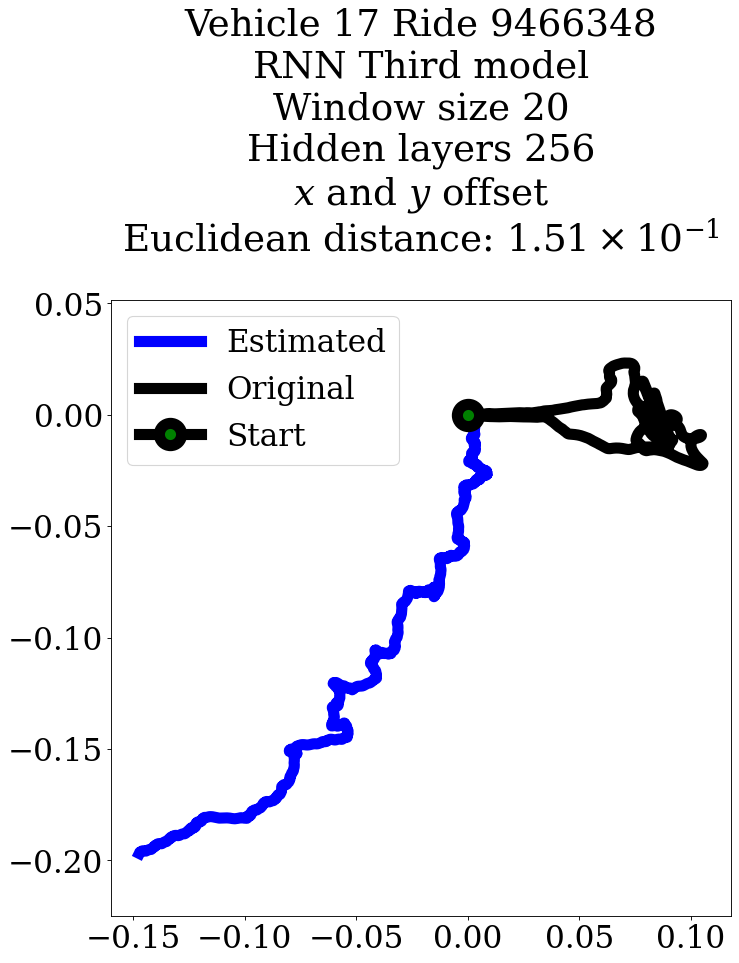 Vehicle 17 Ride 9466348
RNN Third model
Window size 20
Hidden layers 256
x and y offset
Euclidean distance: 1.51 × 10⁻¹
Estimated
Original
Start
0.05
0.00
−0.05
−0.10
−0.15
−0.20
−0.15 −0.10 −0.05 0.00 0.05 0.10